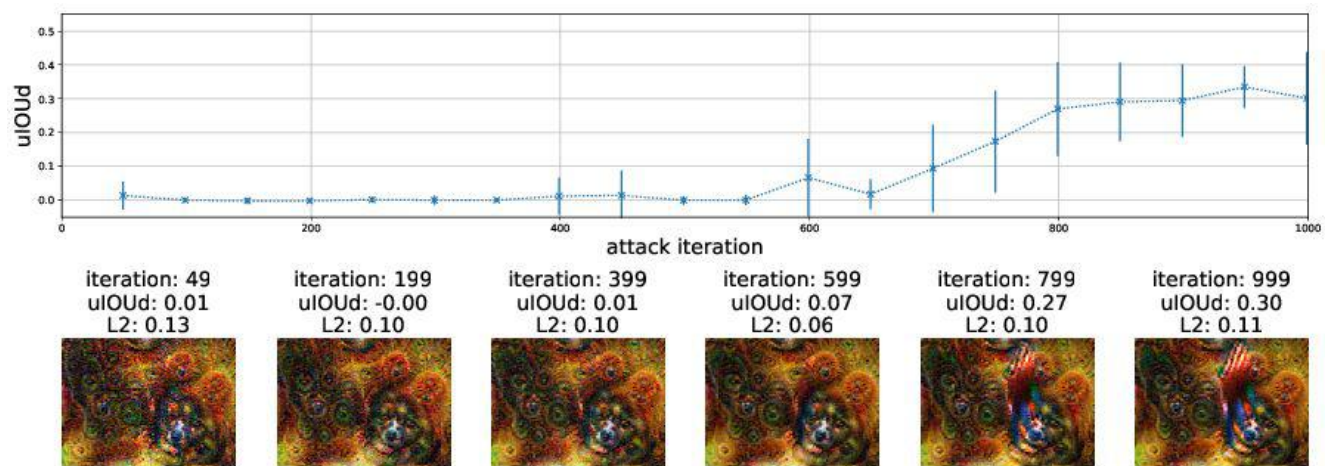 0.5
0.4
0.3
0.2
0.1
0.0
uIOUd
0 200 400 600 800 1000
attack iteration
iteration: 49 iteration: 199 iteration: 399 iteration: 599 iteration: 799 iteration: 999
uIOUd: 0.01 uIOUd: -0.00 uIOUd: 0.01 uIOUd: 0.07 uIOUd: 0.27 uIOUd: 0.30
L2: 0.13 L2: 0.10 L2: 0.10 L2: 0.06 L2: 0.10 L2: 0.11